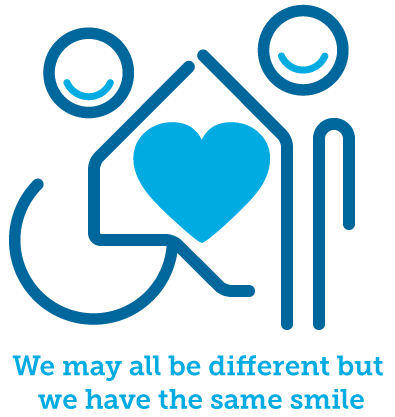 We may all be different but
we have the same smile